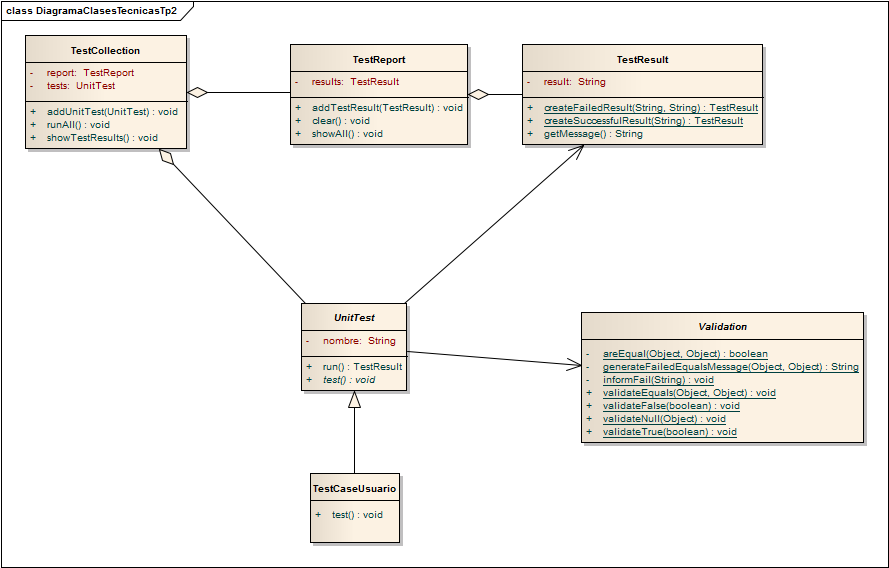 class DiagramaClasesTecnicasTp2
TestCollection
- report: TestReport
- tests: UnitTest
+ addUnitTest(UnitTest) : void
+ runAll() : void
+ showTestResults() : void
TestReport
- results: TestResult
+ addTestResult(TestResult) : void
+ clear() : void
+ showAll() : void
TestResult
- result: String
+ createFailedResult(String, String) : TestResult
+ createSuccessfulResult(String) : TestResult
+ getMessage() : String
UnitTest
- nombre: String
+ run() : TestResult
+ test() : void
Validation
- areEqual(Object, Object) : boolean
- generateFailedEqualsMessage(Object, Object) : String
- informFail(String) : void
+ validateEquals(Object, Object) : void
+ validateFalse(boolean) : void
+ validateNull(Object) : void
+ validateTrue(boolean) : void
TestCaseUsuario
+ test() : void